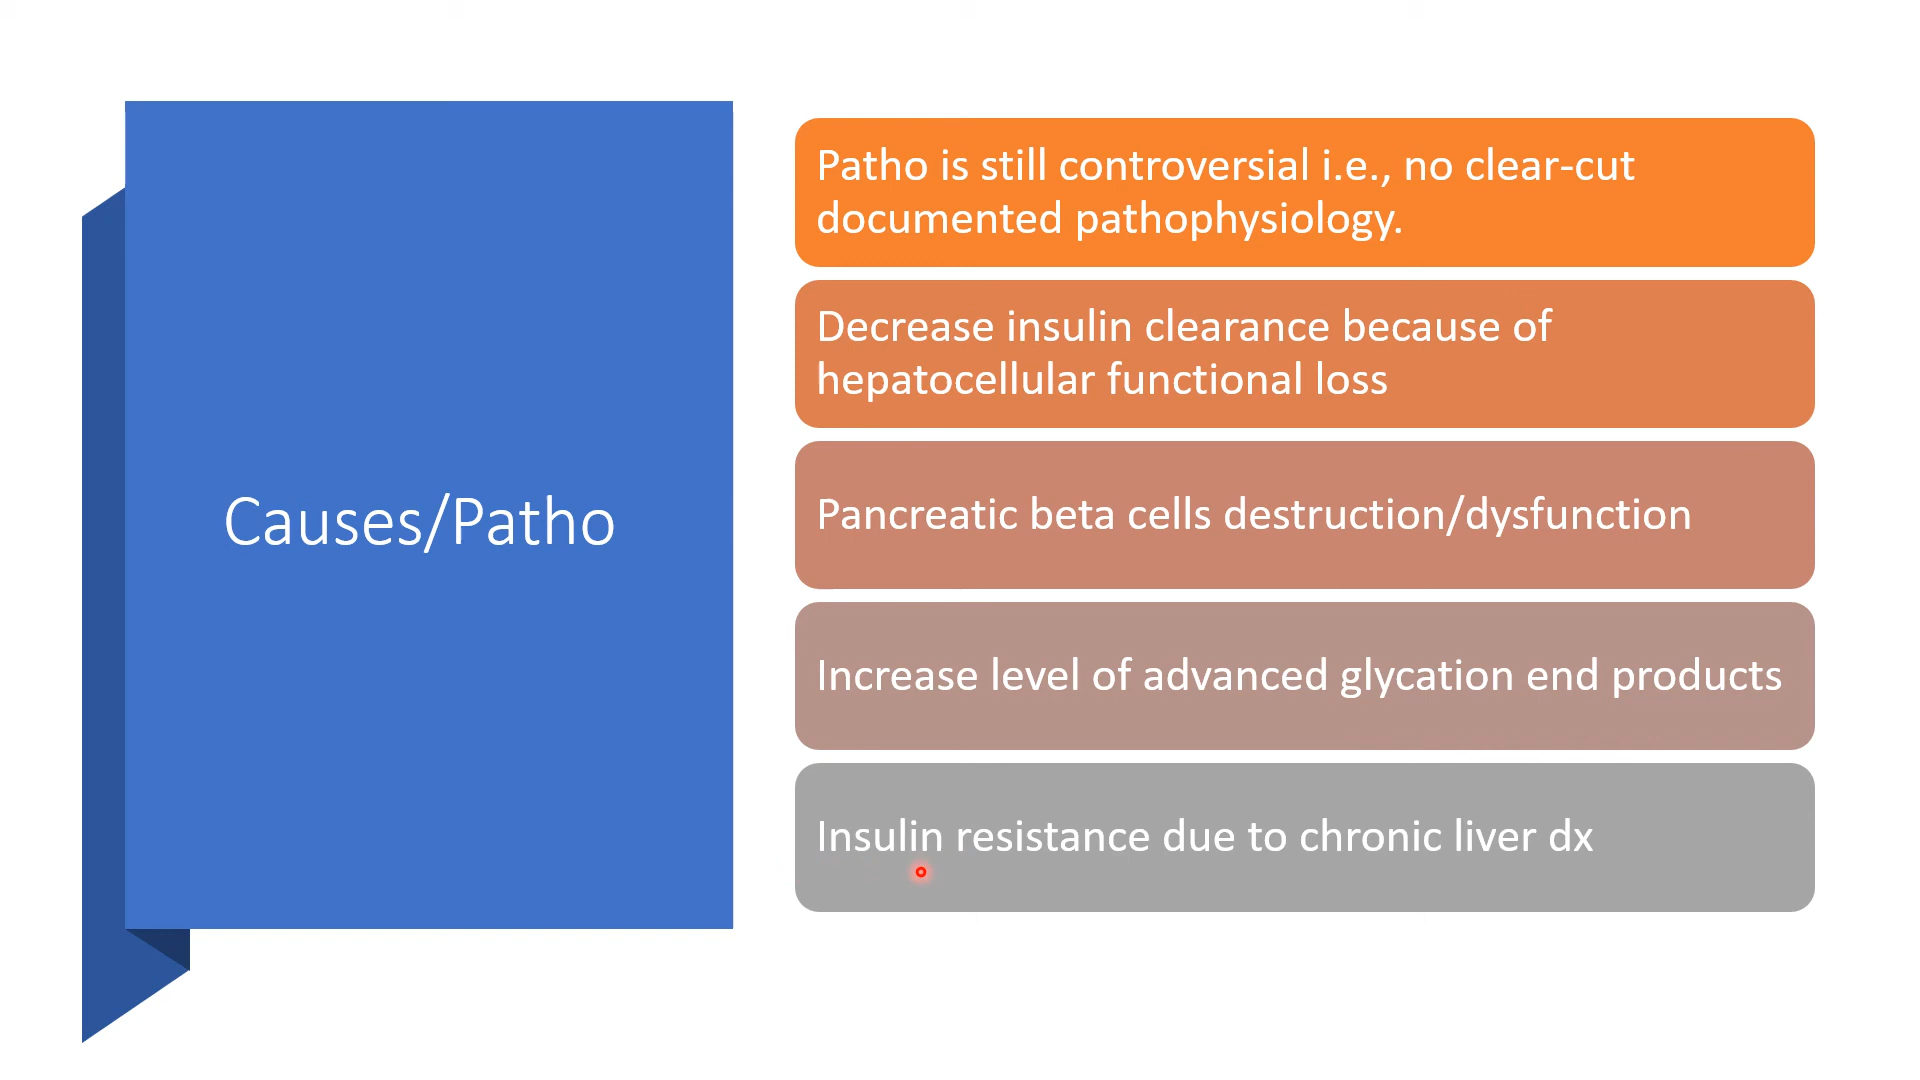 Causes/Patho
Patho is still controversial i.e., no clear-cut
documented pathophysiology.
Decrease insulin clearance because of
hepatocellular functional loss
Pancreatic beta cells destruction/dysfunction
Increase level of advanced glycation end products
Insulin resistance due to chronic liver dx